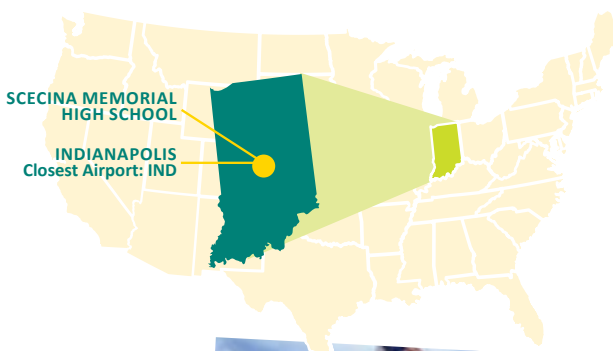 SCECINA MEMORIAL
HIGH SCHOOL
INDIANAPOLIS
Closest Airport: IND